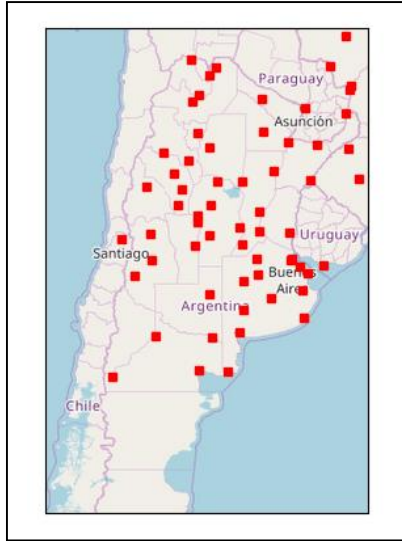 Paraguay
Asunción
Uruguay
Santiago
Buenos
Aires
Argentina
Chile